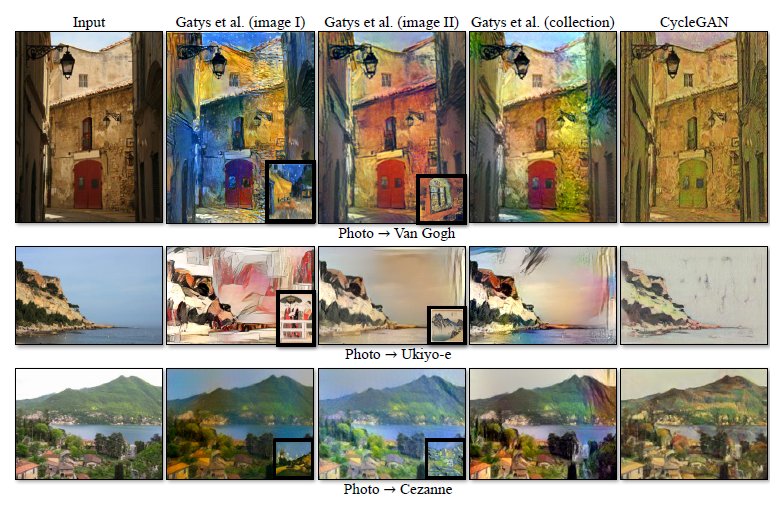 Input Gatys et al. (image I) Gatys et al. (image II) Gatys et al. (collection) CycleGAN
Photo → Van Gogh
Photo → Ukiyo-e
Photo → Cezanne